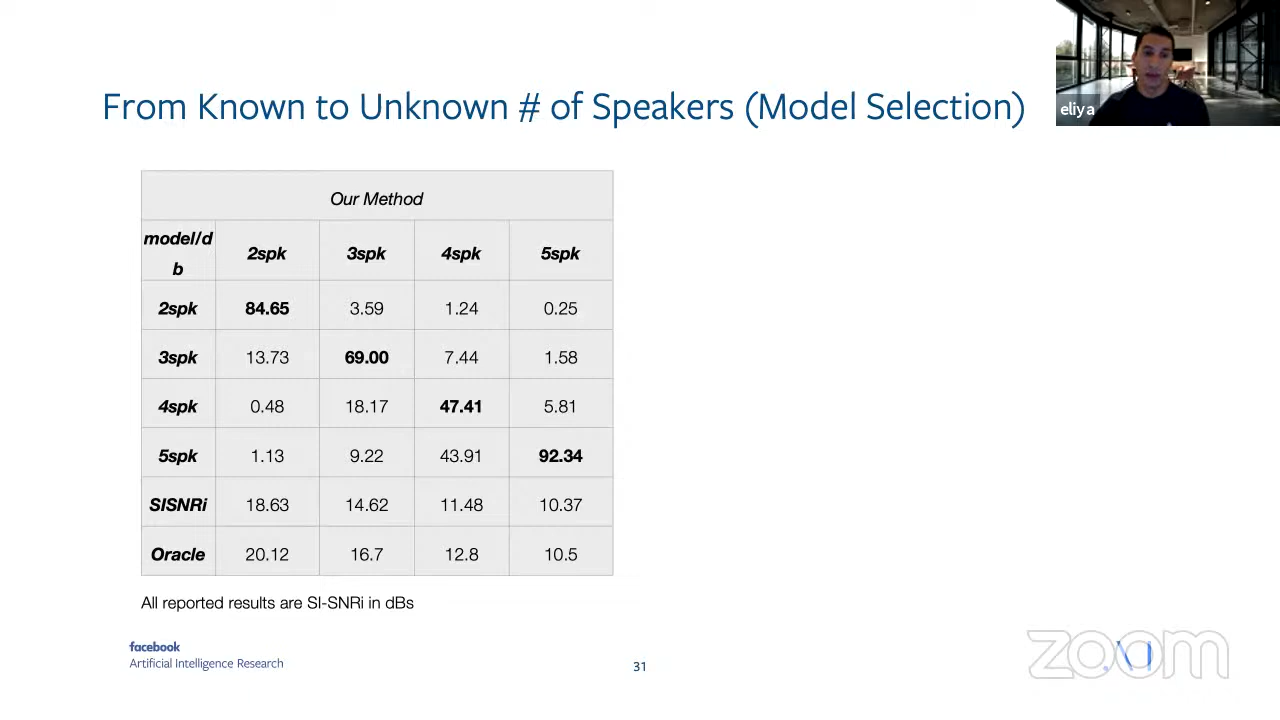 From Known to Unknown # of Speakers (Model Selection)
eliya
Our Method
model/d
b 2spk 3spk 4spk 5spk
2spk 84.65 3.59 1.24 0.25
3spk 13.73 69.00 7.44 1.58
4spk 0.48 18.17 47.41 5.81
5spk 1.13 9.22 43.91 92.34
SISNRi 18.63 14.62 11.48 10.37
Oracle 20.12 16.7 12.8 10.5
All reported results are SI-SNRi in dBs
facebook
Artificial Intelligence Research
31
zoom